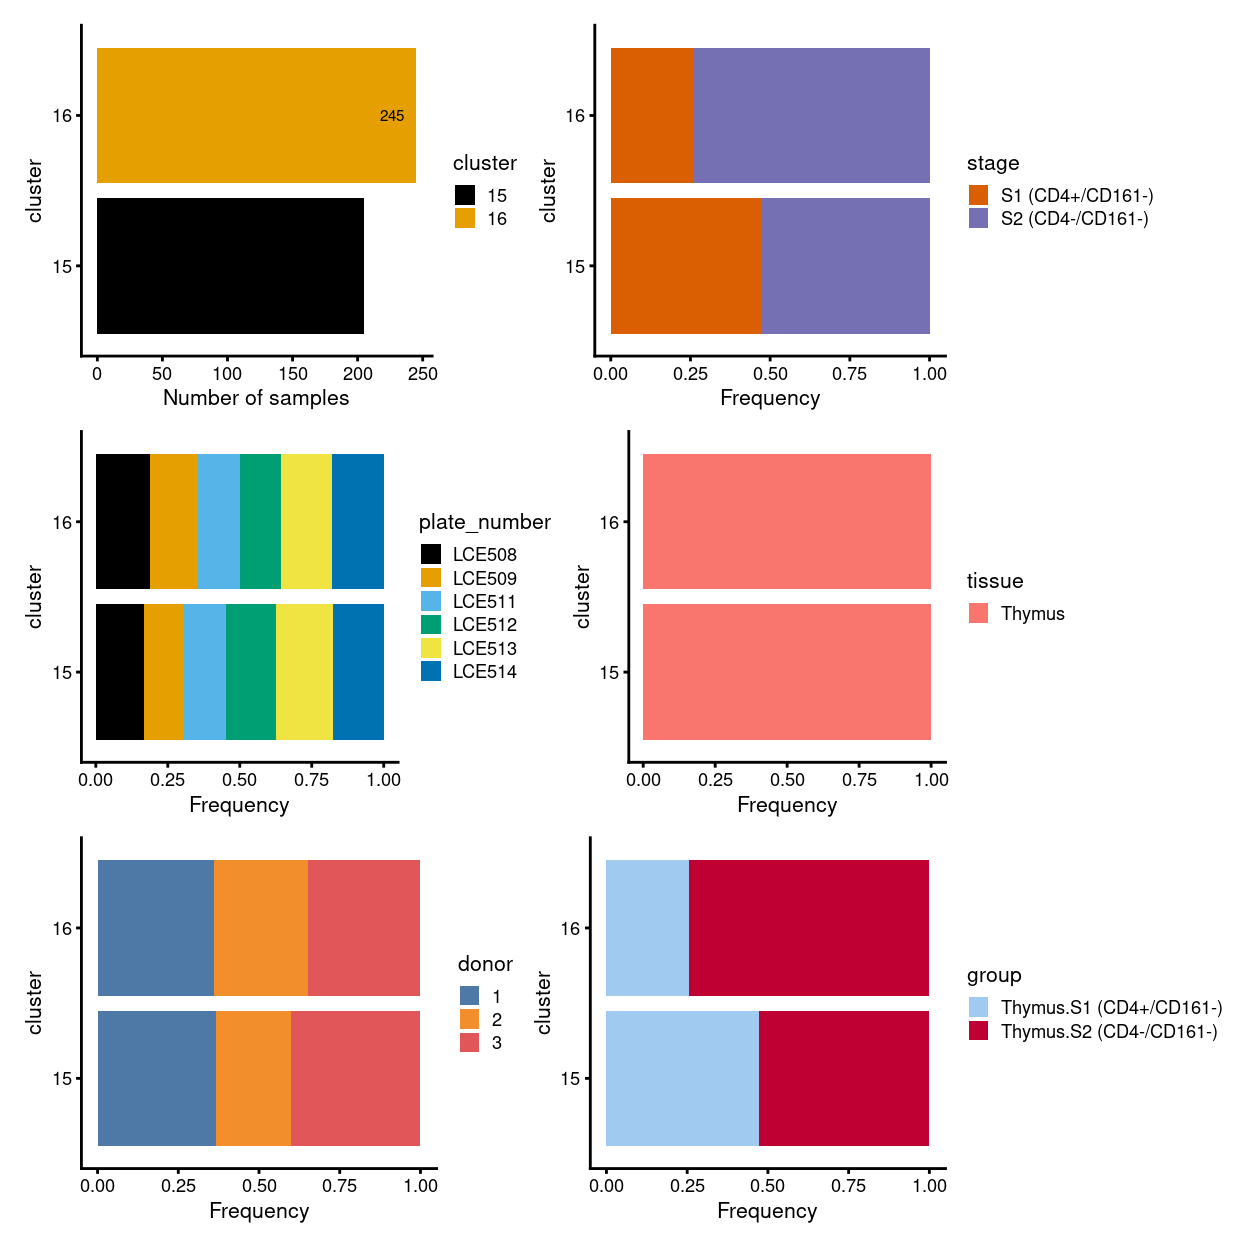 cluster
16
15
245
0 50 100 150 200 250
Number of samples
cluster
15
16
cluster
16
15
0.00 0.25 0.50 0.75 1.00
Frequency
stage
S1 (CD4+/CD161-)
S2 (CD4-/CD161-)
cluster
16
15
0.00 0.25 0.50 0.75 1.00
Frequency
plate_number
LCE508
LCE509
LCE511
LCE512
LCE513
LCE514
cluster
16
15
0.00 0.25 0.50 0.75 1.00
Frequency
tissue
Thymus
cluster
16
15
0.00 0.25 0.50 0.75 1.00
Frequency
donor
1
2
3
cluster
16
15
0.00 0.25 0.50 0.75 1.00
Frequency
group
Thymus.S1 (CD4+/CD161-)
Thymus.S2 (CD4-/CD161-)